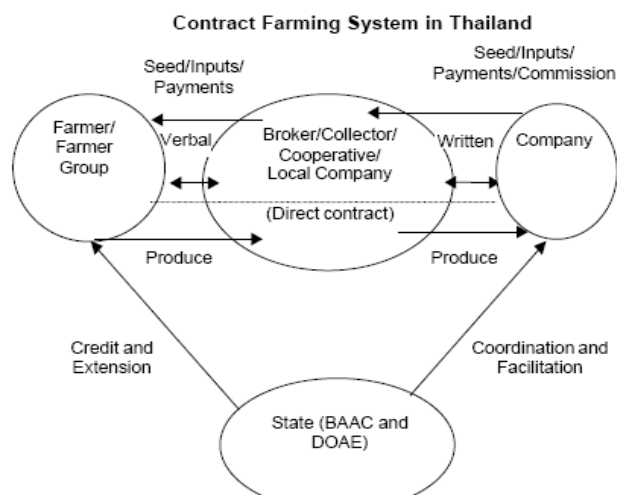 Contract Farming System in Thailand
Seed/Inputs/
Payments
Seed/Inputs/
Payments/Commission
Farmer/
Farmer
Group
Verbal
Broker/Collector/
Cooperative/
Local Company
Written
Company
(Direct contract)
Produce
Produce
Credit and
Extension
Coordination and
Facilitation
State (BAAC and
DOAE)